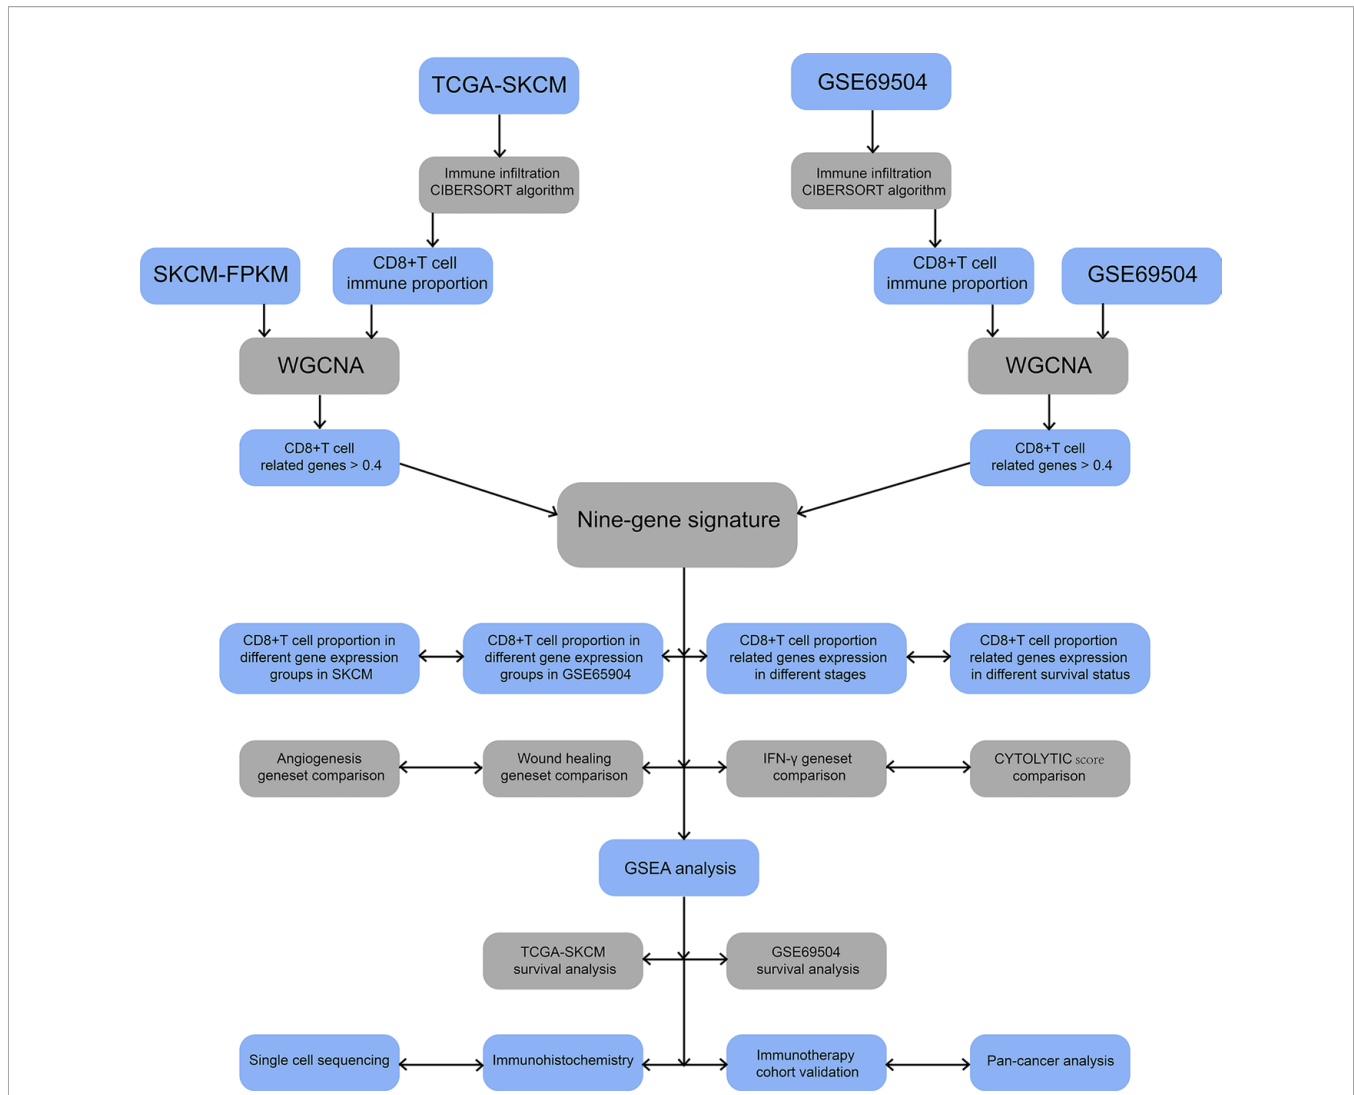 TCGA-SKCM
GSE69504
Immune infiltration
CIBERSORT algorithm
Immune infiltration
CIBERSORT algorithm
SKCM-FPKM
CD8+T cell
immune proportion
CD8+T cell
immune proportion
GSE69504
WGCNA
WGCNA
CD8+T cell
related genes > 0.4
CD8+T cell
related genes > 0.4
Nine-gene signature
CD8+T cell proportion in
different gene expression
groups in SKCM
CD8+T cell proportion in
different gene expression
groups in GSE65904
CD8+T cell proportion
related genes expression
in different stages
CD8+T cell proportion
related genes expression
in different survival status
Angiogenesis
geneset comparison
Wound healing
geneset comparison
IFN-γ geneset
comparison
CYTOLYTIC score
comparison
GSEA analysis
TCGA-SKCM
survival analysis
GSE69504
survival analysis
Single cell sequencing
Immunohistochemistry
Immunotherapy
cohort validation
Pan-cancer analysis